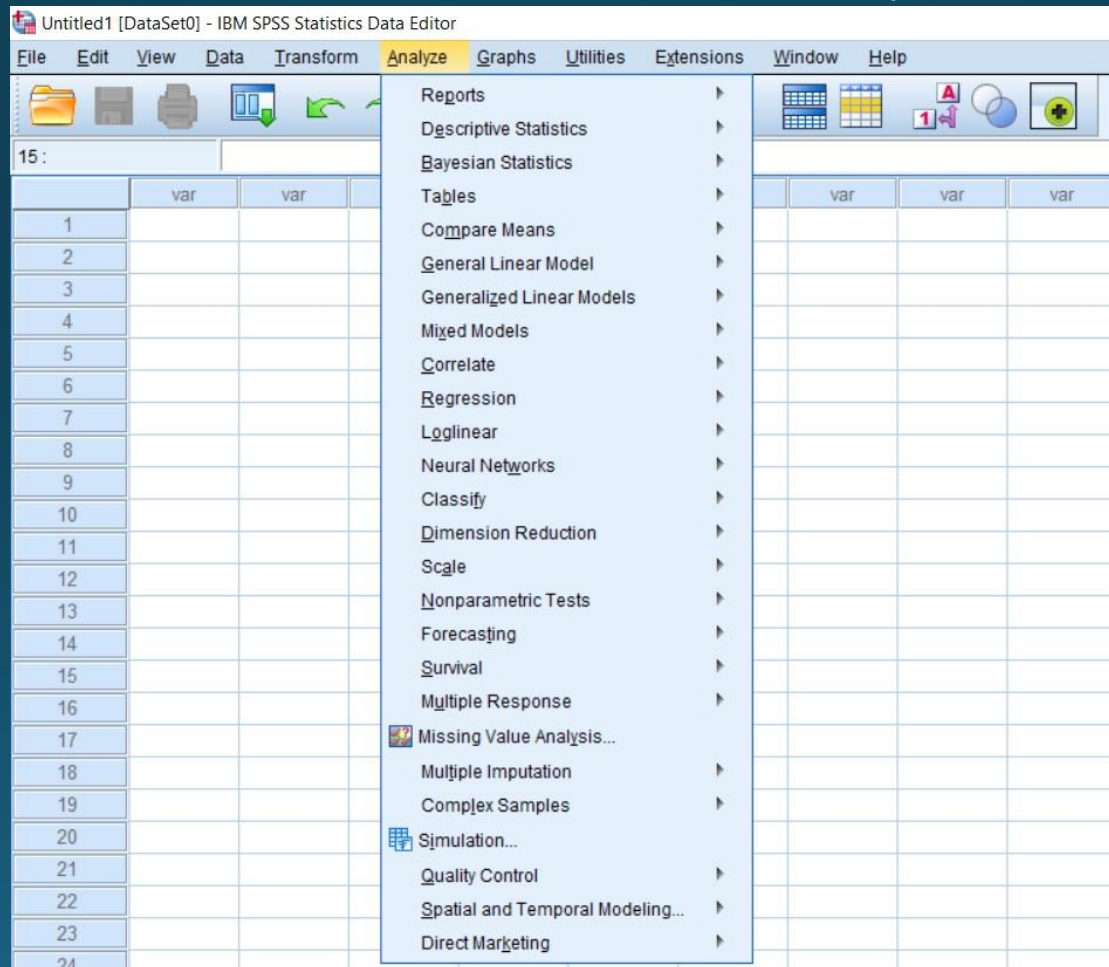 Untitled1 [DataSet0] - IBM SPSS Statistics Data Editor
File Edit View Data Transform Analyze Graphs Utilities Extensions Window Help
A
1
15 :
var var var var var
Reports
Descriptive Statistics
Bayesian Statistics
Tables
Compare Means
General Linear Model
Generalized Linear Models
Mixed Models
Correlate
Regression
Loglinear
Neural Networks
Classify
Dimension Reduction
Scale
Nonparametric Tests
Forecasting
Survival
Multiple Response
Missing Value Analysis...
Multiple Imputation
Complex Samples
Simulation...
Quality Control
Spatial and Temporal Modeling...
Direct Marketing
1
2
3
4
5
6
7
8
9
10
11
12
13
14
15
16
17
18
19
20
21
22
23
24